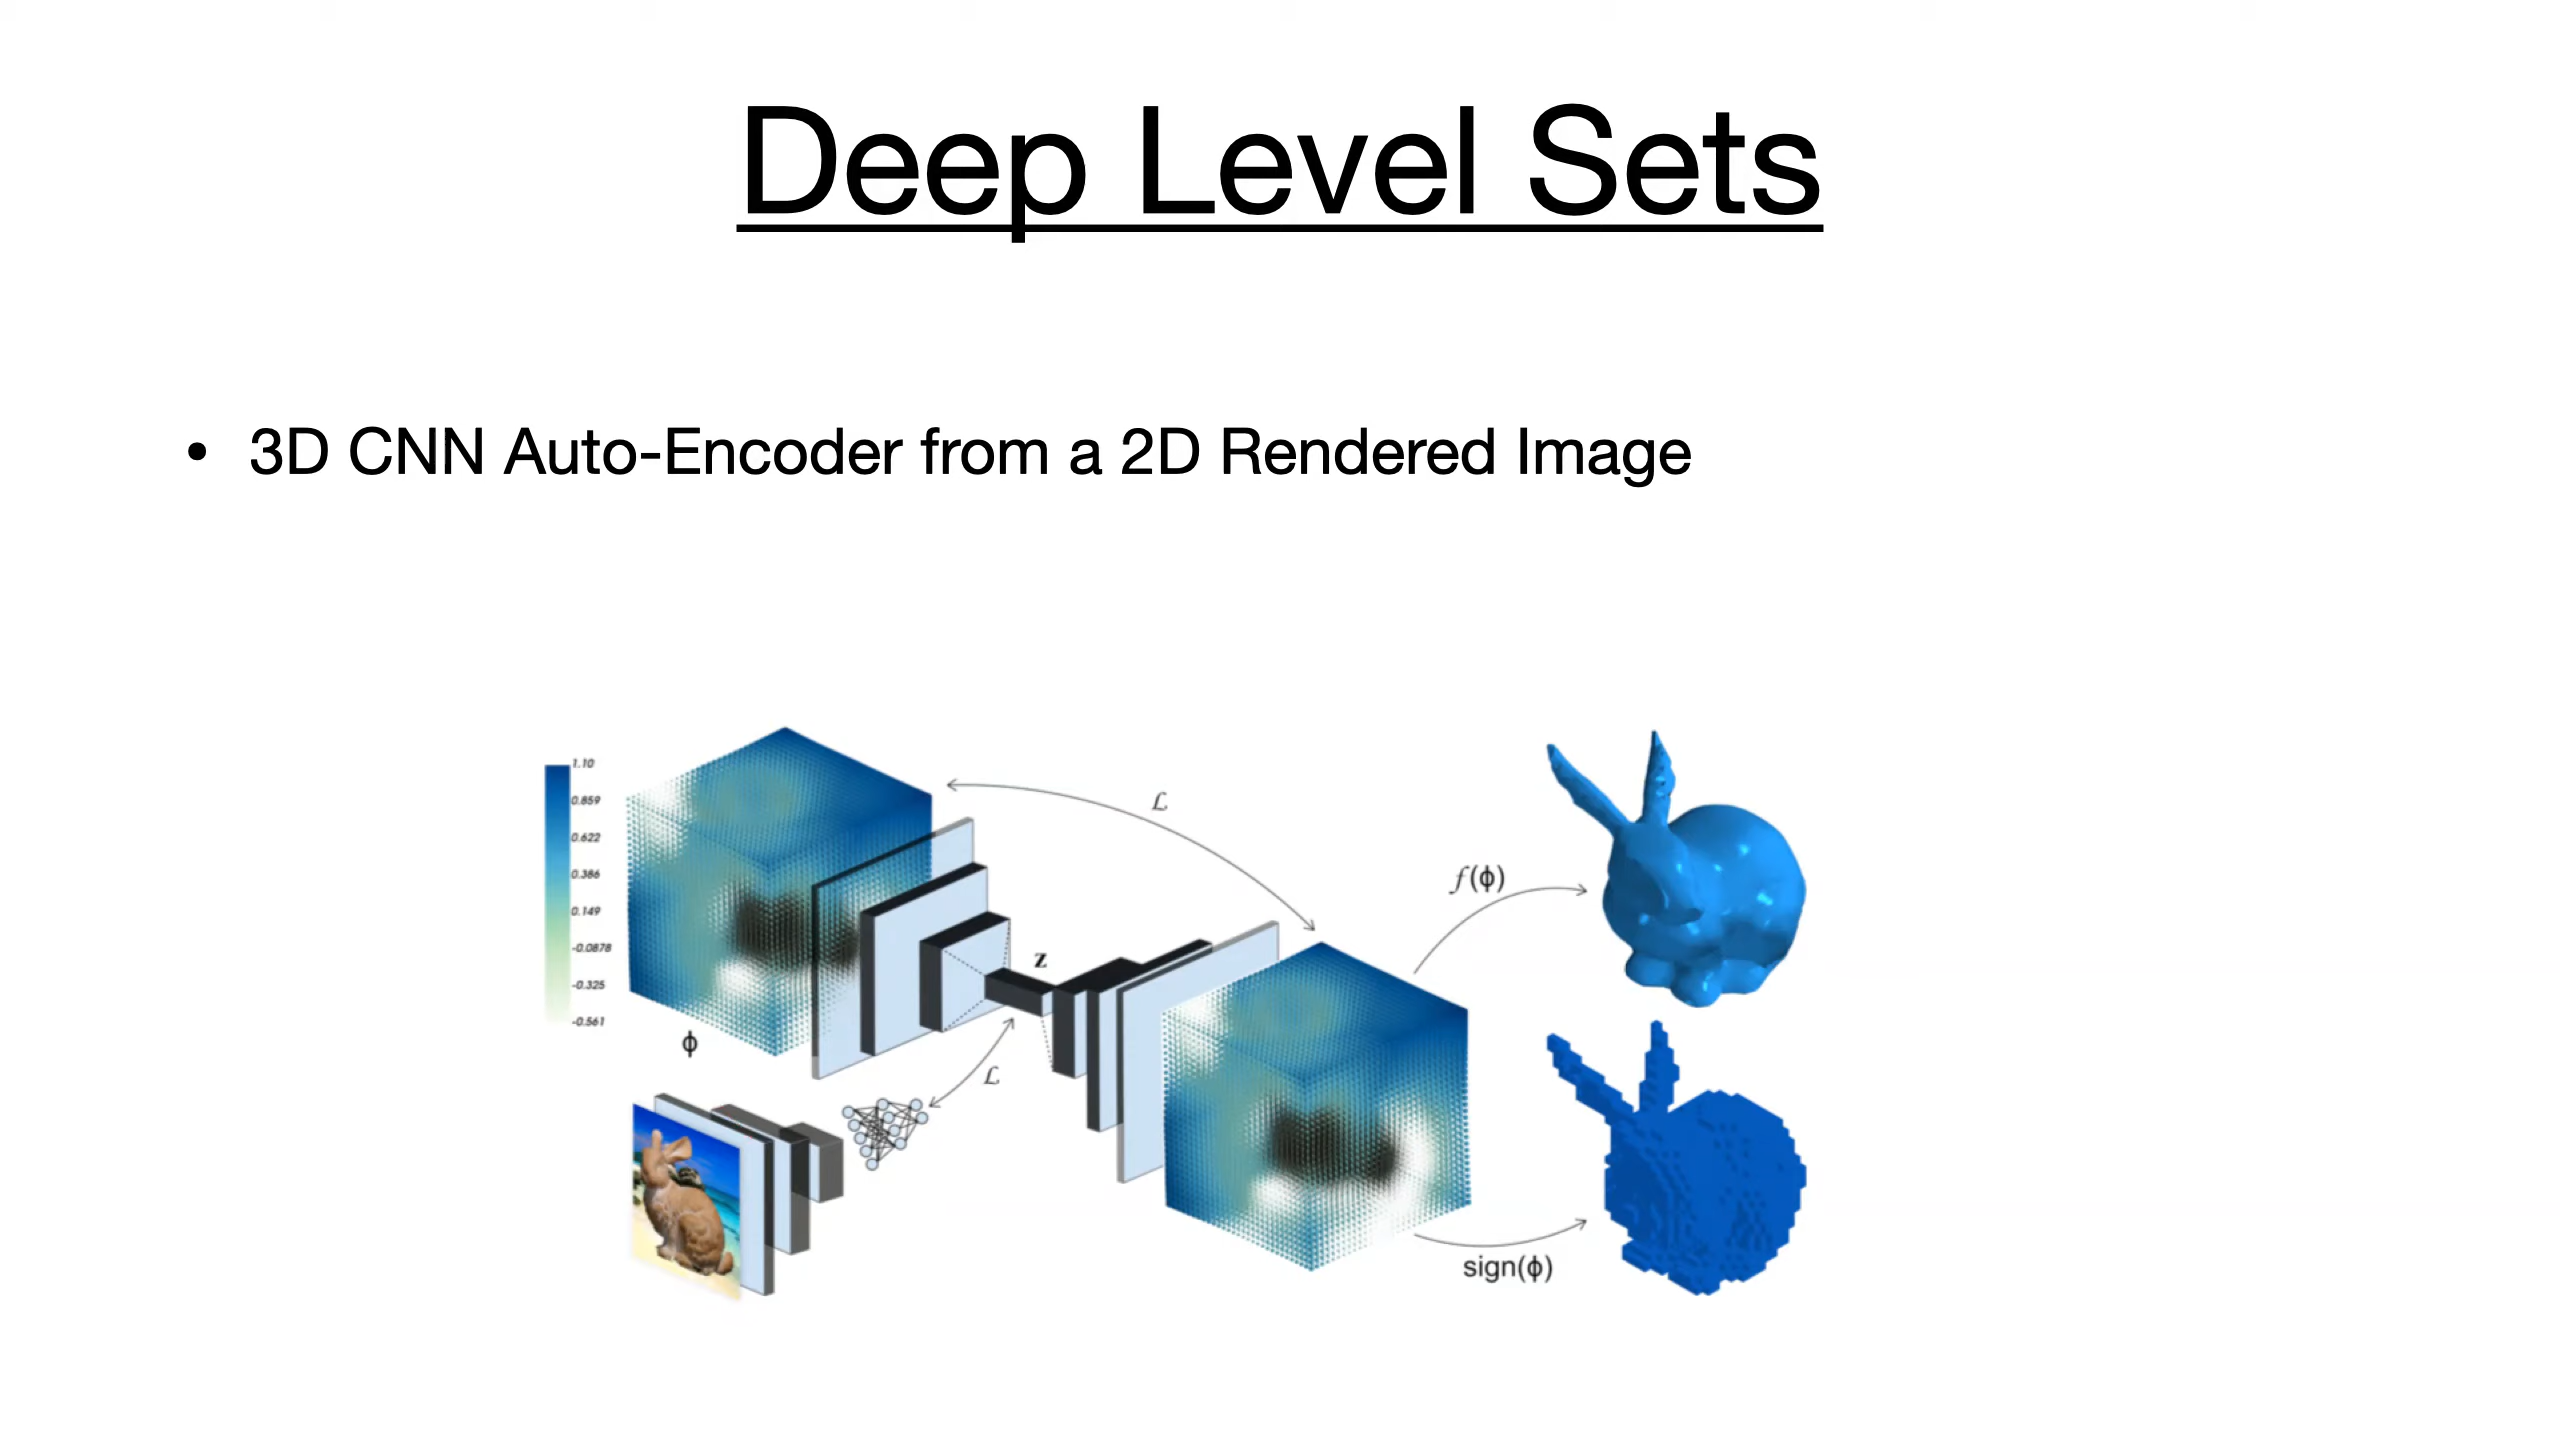 Deep Level Sets
• 3D CNN Auto-Encoder from a 2D Rendered Image
1.10
0.859
0.622
0.386
0.149
-0.0878
-0.325
-0.561
ϕ
ℒ
z
ℒ
f(ϕ)
sign(ϕ)